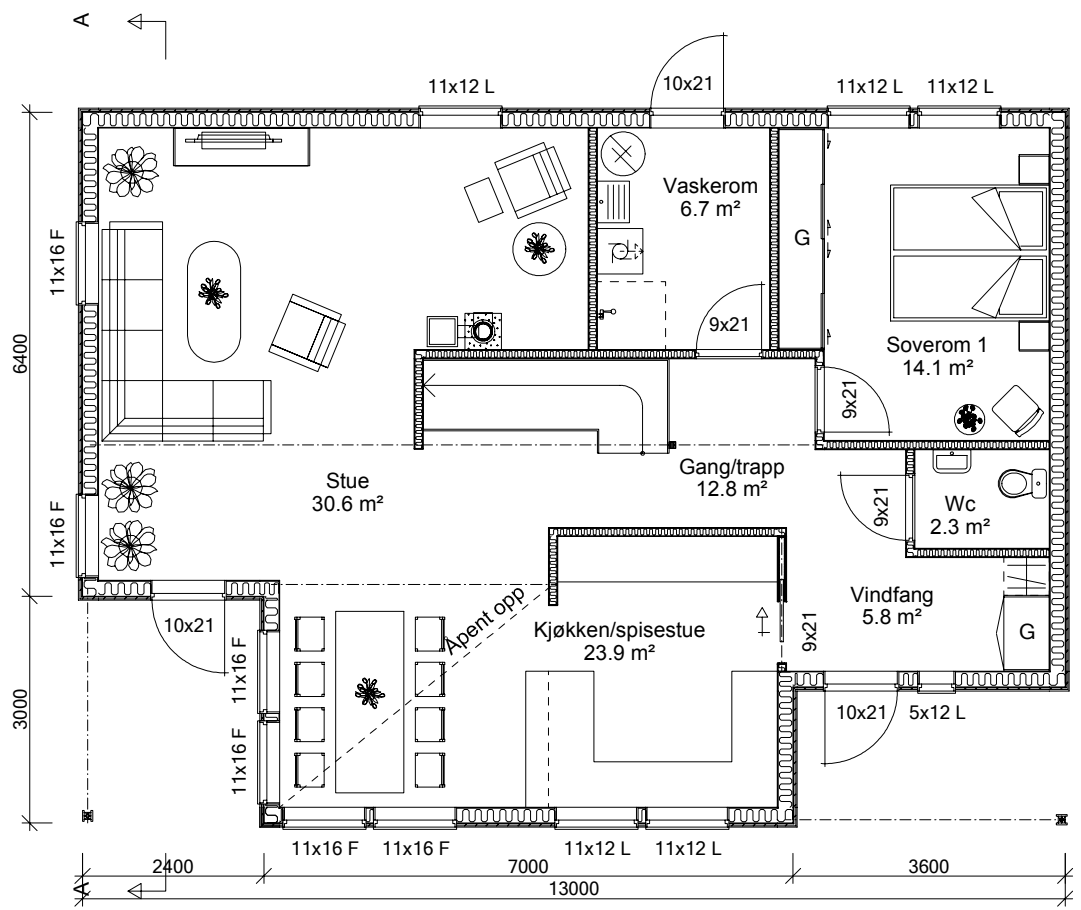 A
11x12 L
10x21
11x12 L
11x12 L
Vaskerom
6.7 m²
G
11x16 F
6400
9x21
Soverom 1
14.1 m²
9x21
Stue
30.6 m²
Gang/trapp
12.8 m²
11x16 F
9x21
Wc
2.3 m²
10x21
Åpent opp
Kjøkken/spisestue
23.9 m²
9x21
Vindfang
5.8 m²
G
11x16 F
3000
11x16 F
10x21
5x12 L
11x16 F
11x16 F
11x12 L
11x12 L
2400
7000
3600
A
13000